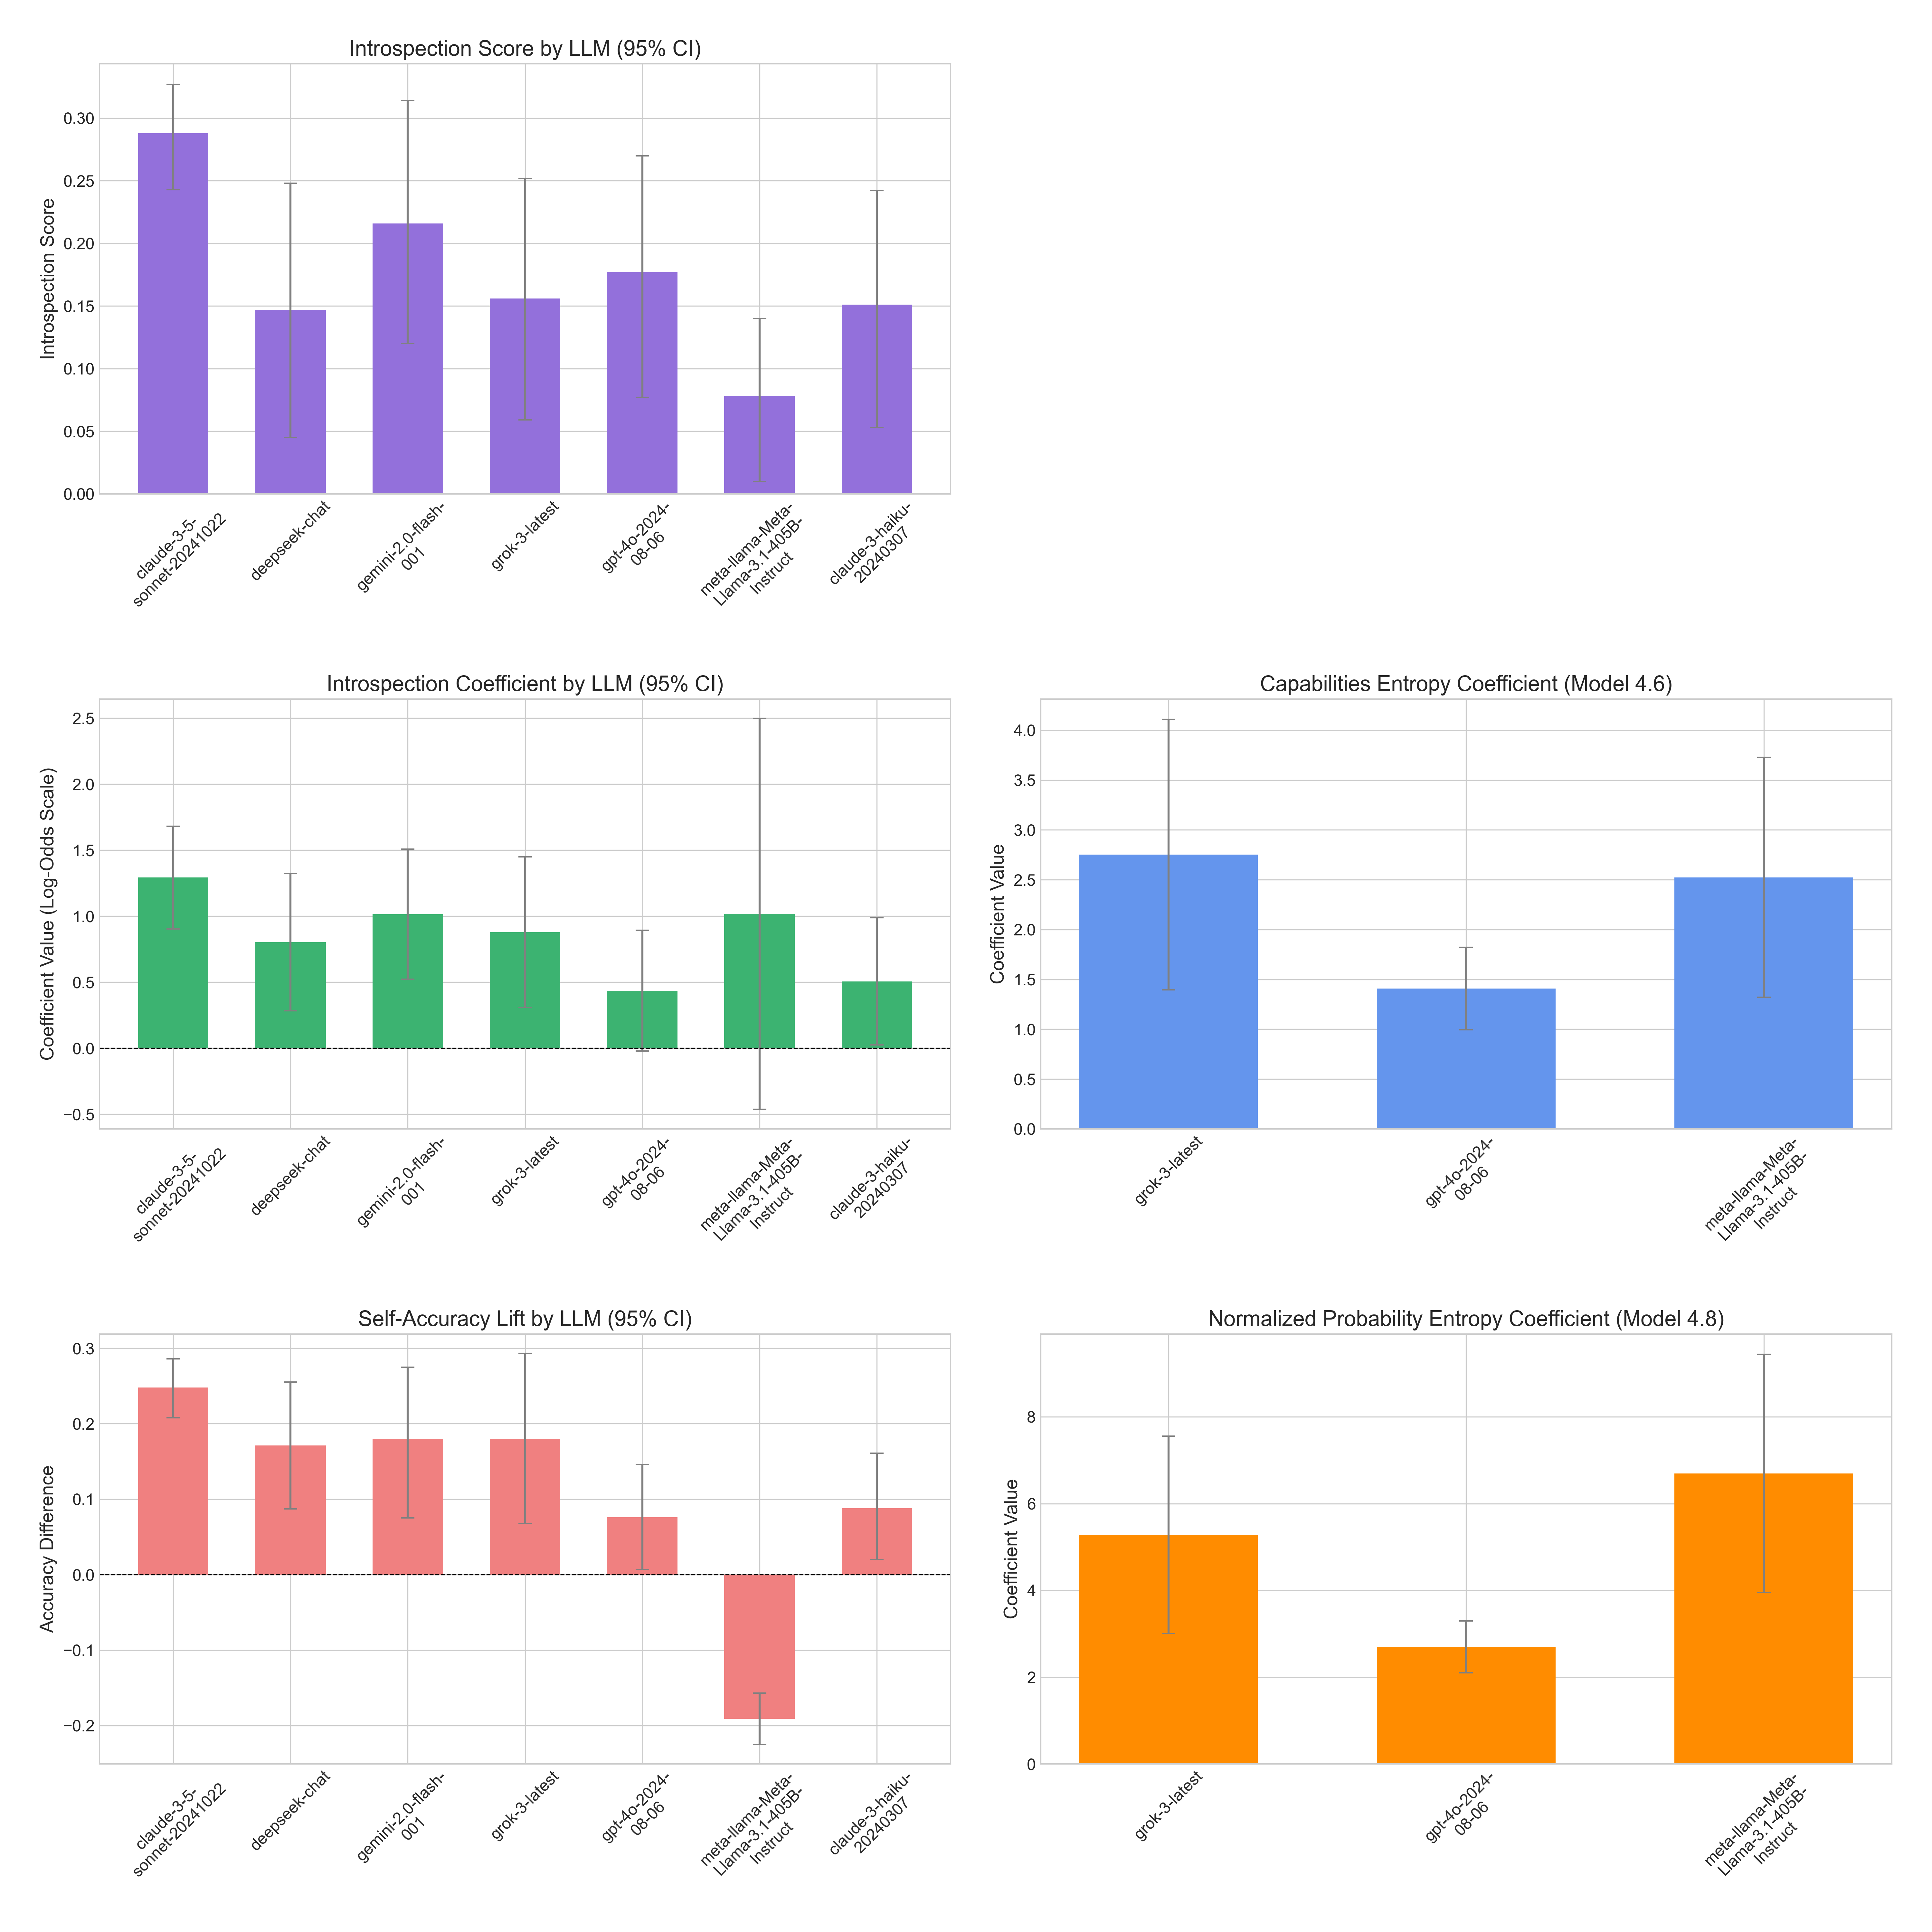 Introspection Score by LLM (95% CI)
Introspection Score
0.30
0.25
0.20
0.15
0.10
0.05
0.00
claude-3-5-
sonnet-20241022
deepseek-chat
gemini-2.0-flash-
001
grok-3-latest
gpt-4o-2024-
08-06
meta-llama-Meta-
Llama-3.1-405B-
Instruct
claude-3-haiku-
20240307
Introspection Coefficient by LLM (95% CI)
Coefficient Value (Log-Odds Scale)
2.5
2.0
1.5
1.0
0.5
0.0
−0.5
claude-3-5-
sonnet-20241022
deepseek-chat
gemini-2.0-flash-
001
grok-3-latest
gpt-4o-2024-
08-06
meta-llama-Meta-
Llama-3.1-405B-
Instruct
claude-3-haiku-
20240307
Capabilities Entropy Coefficient (Model 4.6)
Coefficient Value
4.0
3.5
3.0
2.5
2.0
1.5
1.0
0.5
0.0
grok-3-latest
gpt-4o-2024-
08-06
meta-llama-Meta-
Llama-3.1-405B-
Instruct
Self-Accuracy Lift by LLM (95% CI)
Accuracy Difference
0.3
0.2
0.1
0.0
−0.1
−0.2
claude-3-5-
sonnet-20241022
deepseek-chat
gemini-2.0-flash-
001
grok-3-latest
gpt-4o-2024-
08-06
meta-llama-Meta-
Llama-3.1-405B-
Instruct
claude-3-haiku-
20240307
Normalized Probability Entropy Coefficient (Model 4.8)
Coefficient Value
8
6
4
2
0
grok-3-latest
gpt-4o-2024-
08-06
meta-llama-Meta-
Llama-3.1-405B-
Instruct